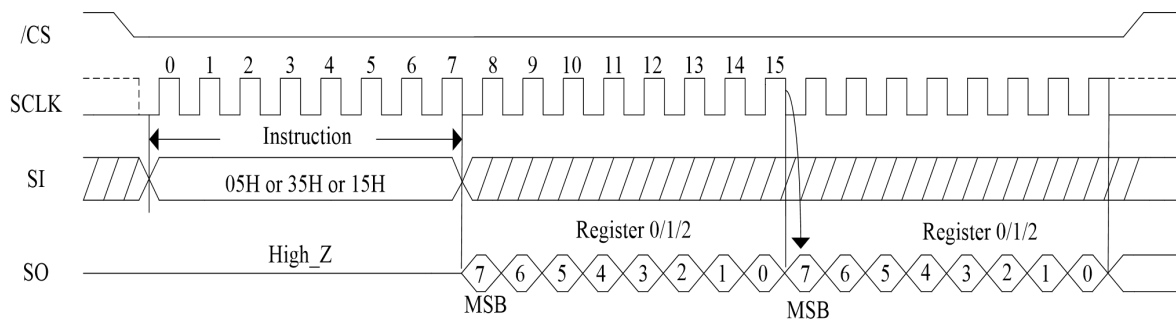 /CS
0 1 2 3 4 5 6 7 8 9 10 11 12 13 14 15
SCLK
Instruction
SI
05H or 35H or 15H
Register 0/1/2 Register 0/1/2
High_Z
SO
7 6 5 4 3 2 1 0 7 6 5 4 3 2 1 0
MSB MSB